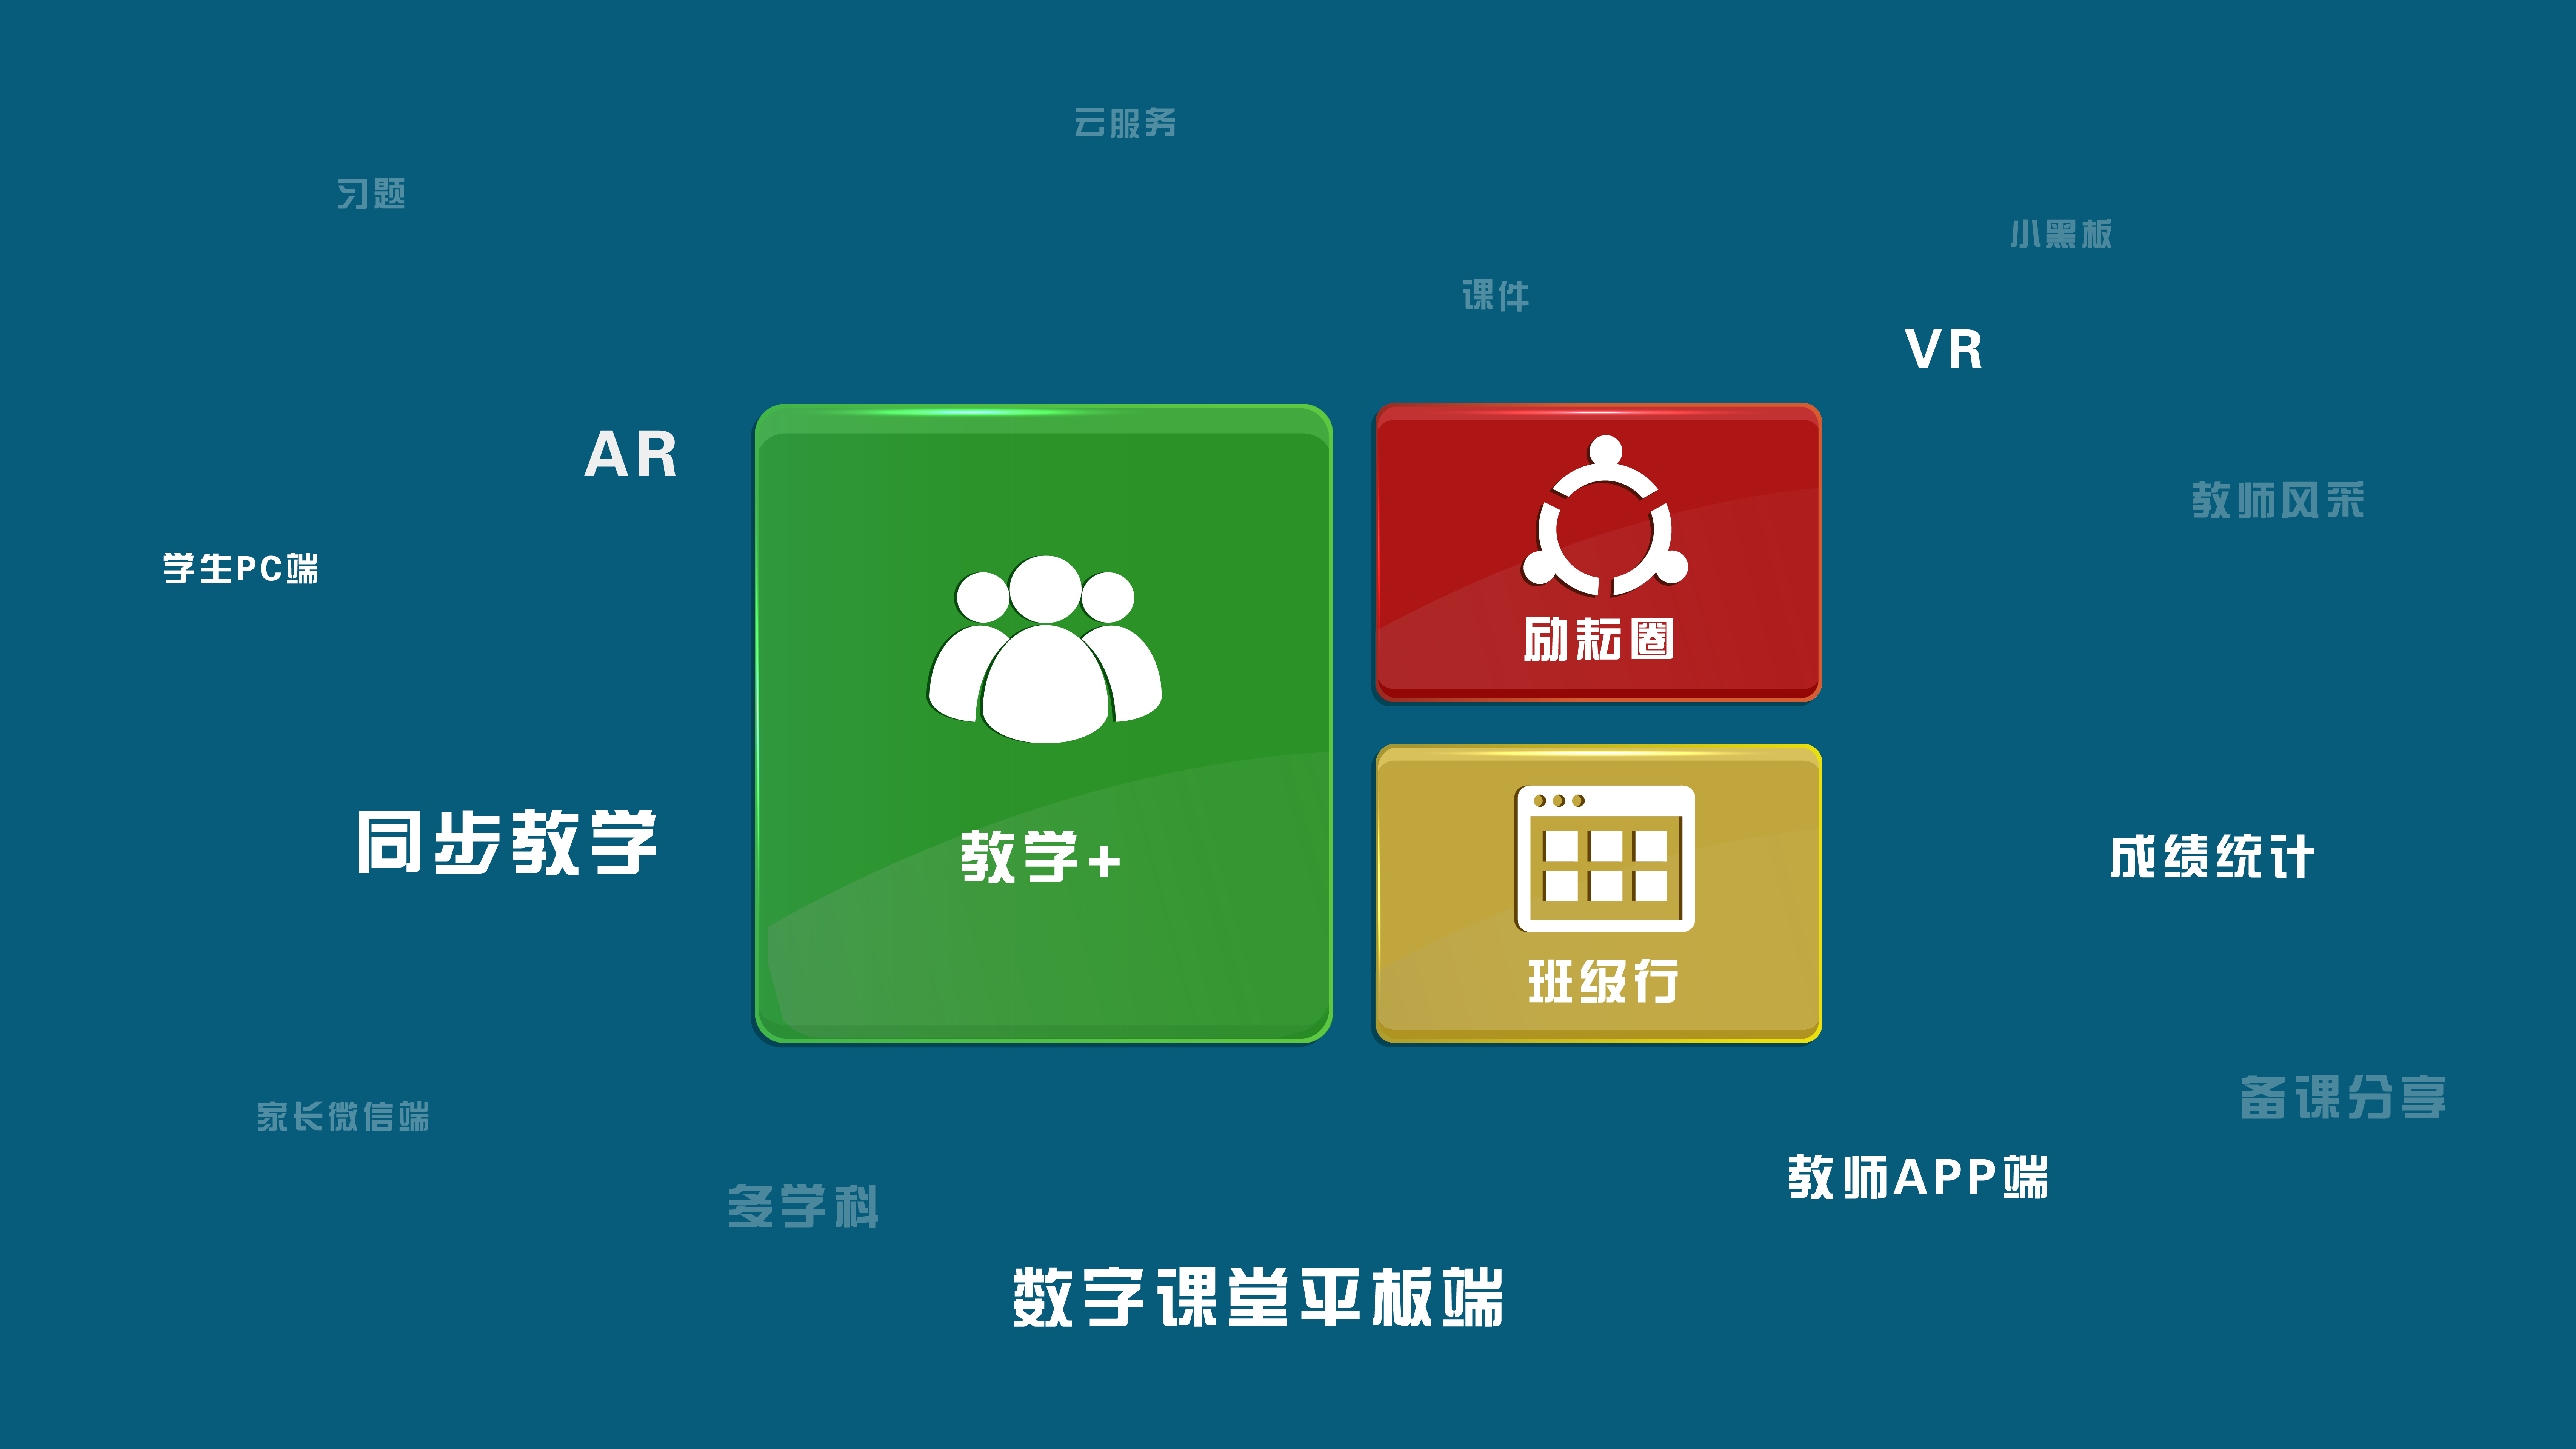 云服务
习题
小黑板
课件
VR
AR
教师风采
学生PC端
励耘圈
同步教学
教学+
成绩统计
班级行
家长微信端
备课分享
教师APP端
多学科
数字课堂平板端